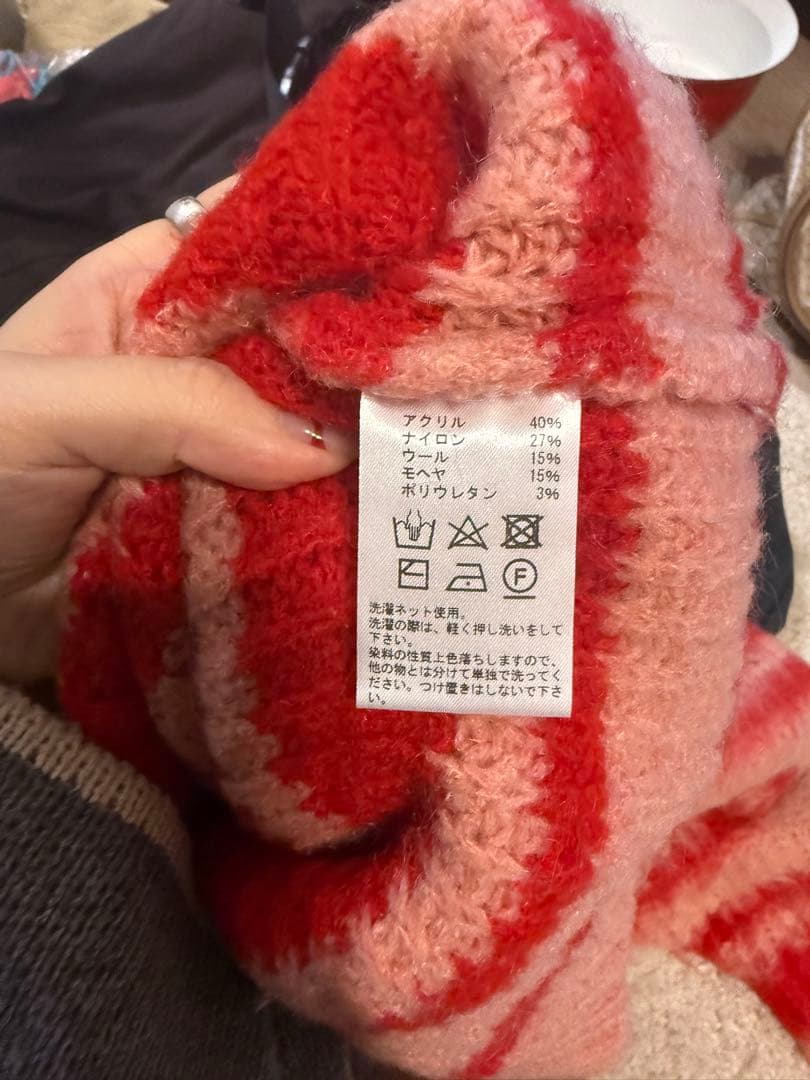 アクリル 40%
ナイロン 27%
ウール 15%
モヘヤ 15%
ポリウレタン 3%
F
洗濯ネット使用。
洗濯の際は、軽く押し洗いをして
下さい。
染料の性質上色落ちしますので、
他の物とは分けて単独で洗ってく
ださい。つけ置きはしないで下さ
い。